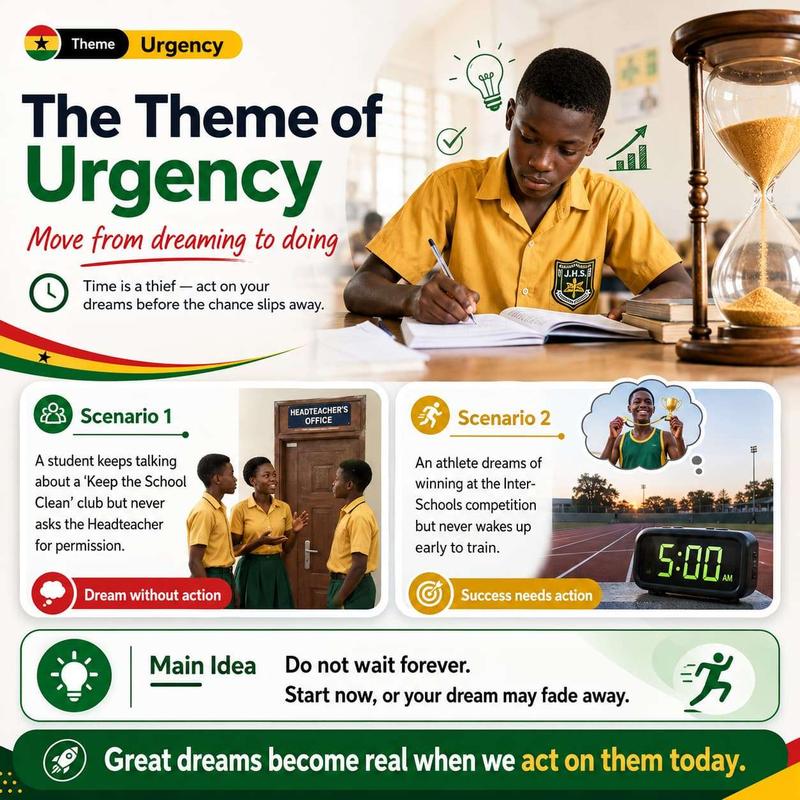 Theme Urgency
The Theme of
Urgency
Move from dreaming to doing
Time is a thief — act on your
dreams before the chance slips away.
J.H.S.
Scenario 1
A student keeps talking
about a ‘Keep the School
Clean’ club but never
asks the Headteacher
for permission.
HEADTEACHER'S
OFFICE
Dream without action
Scenario 2
An athlete dreams of
winning at the Inter-
Schools competition
but never wakes up
early to train.
5:00 AM
Success needs action
Main Idea
Do not wait forever.
Start now, or your dream may fade away.
Great dreams become real when we act on them today.